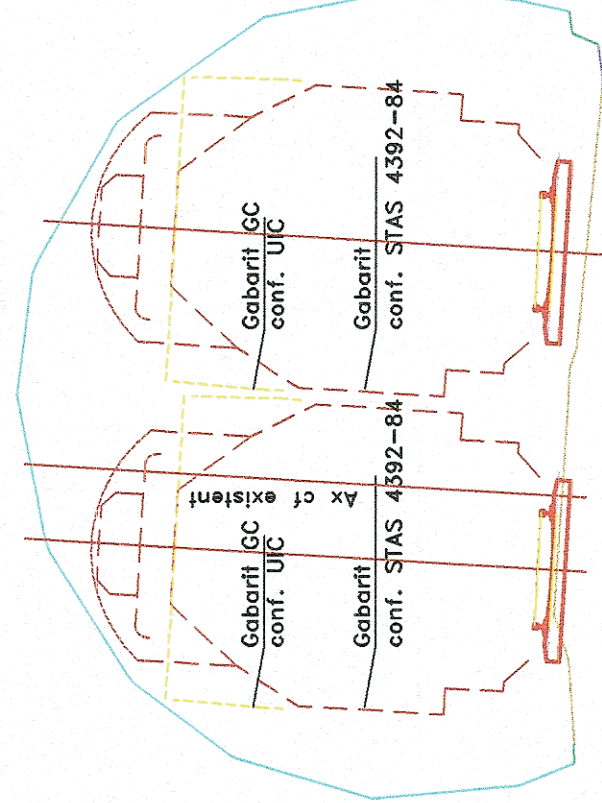 Gabarit GC
conf. UIC
Gabarit
conf. STAS 4392-84
Ax cf existent
Gabarit GC
conf. UIC
Gabarit
conf. STAS 4392-84